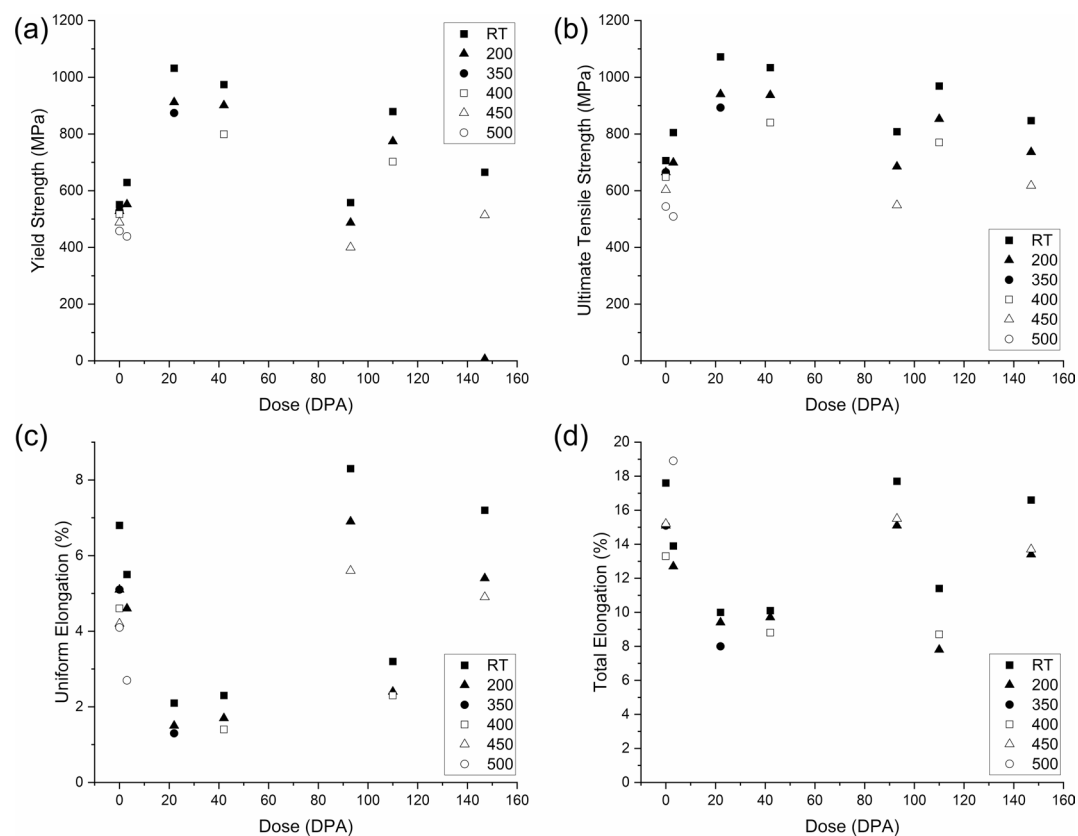 (a)
1200
1000
800
600
400
200
0
Yield Strength (MPa)
RT
200
350
400
450
500
0 20 40 60 80 100 120 140 160
Dose (DPA)
(b)
1200
1000
800
600
400
200
0
Ultimate Tensile Strength (MPa)
RT
200
350
400
450
500
0 20 40 60 80 100 120 140 160
Dose (DPA)
(c)
8
6
4
2
0
Uniform Elongation (%)
RT
200
350
400
450
500
0 20 40 60 80 100 120 140 160
Dose (DPA)
(d)
20
18
16
14
12
10
8
6
4
2
0
Total Elongation (%)
RT
200
350
400
450
500
0 20 40 60 80 100 120 140 160
Dose (DPA)